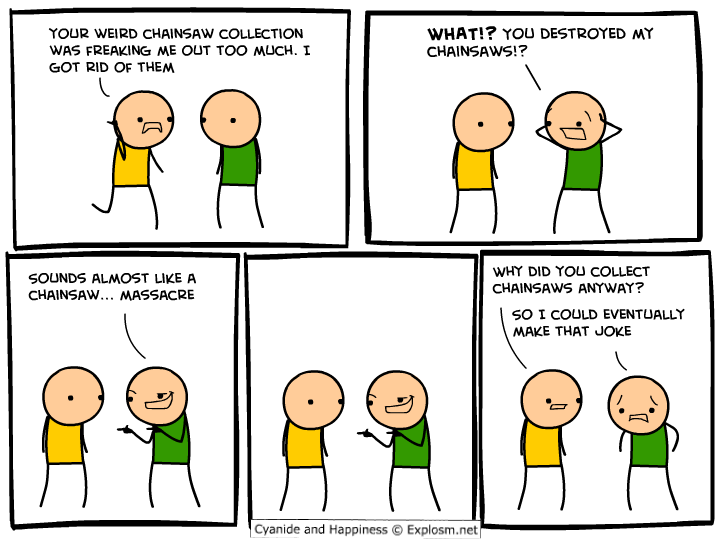 YOUR WEIRD CHAINSAW COLLECTION
WAS FREAKING ME OUT TOO MUCH. I
GOT RID OF THEM
WHAT!? YOU DESTROYED MY
CHAINSAWS!?
SOUNDS ALMOST LIKE A
CHAINSAW... MASSACRE
WHY DID YOU COLLECT
CHAINSAWS ANYWAY?
SO I COULD EVENTUALLY
MAKE THAT JOKE
Cyanide and Happiness © Explosm.net